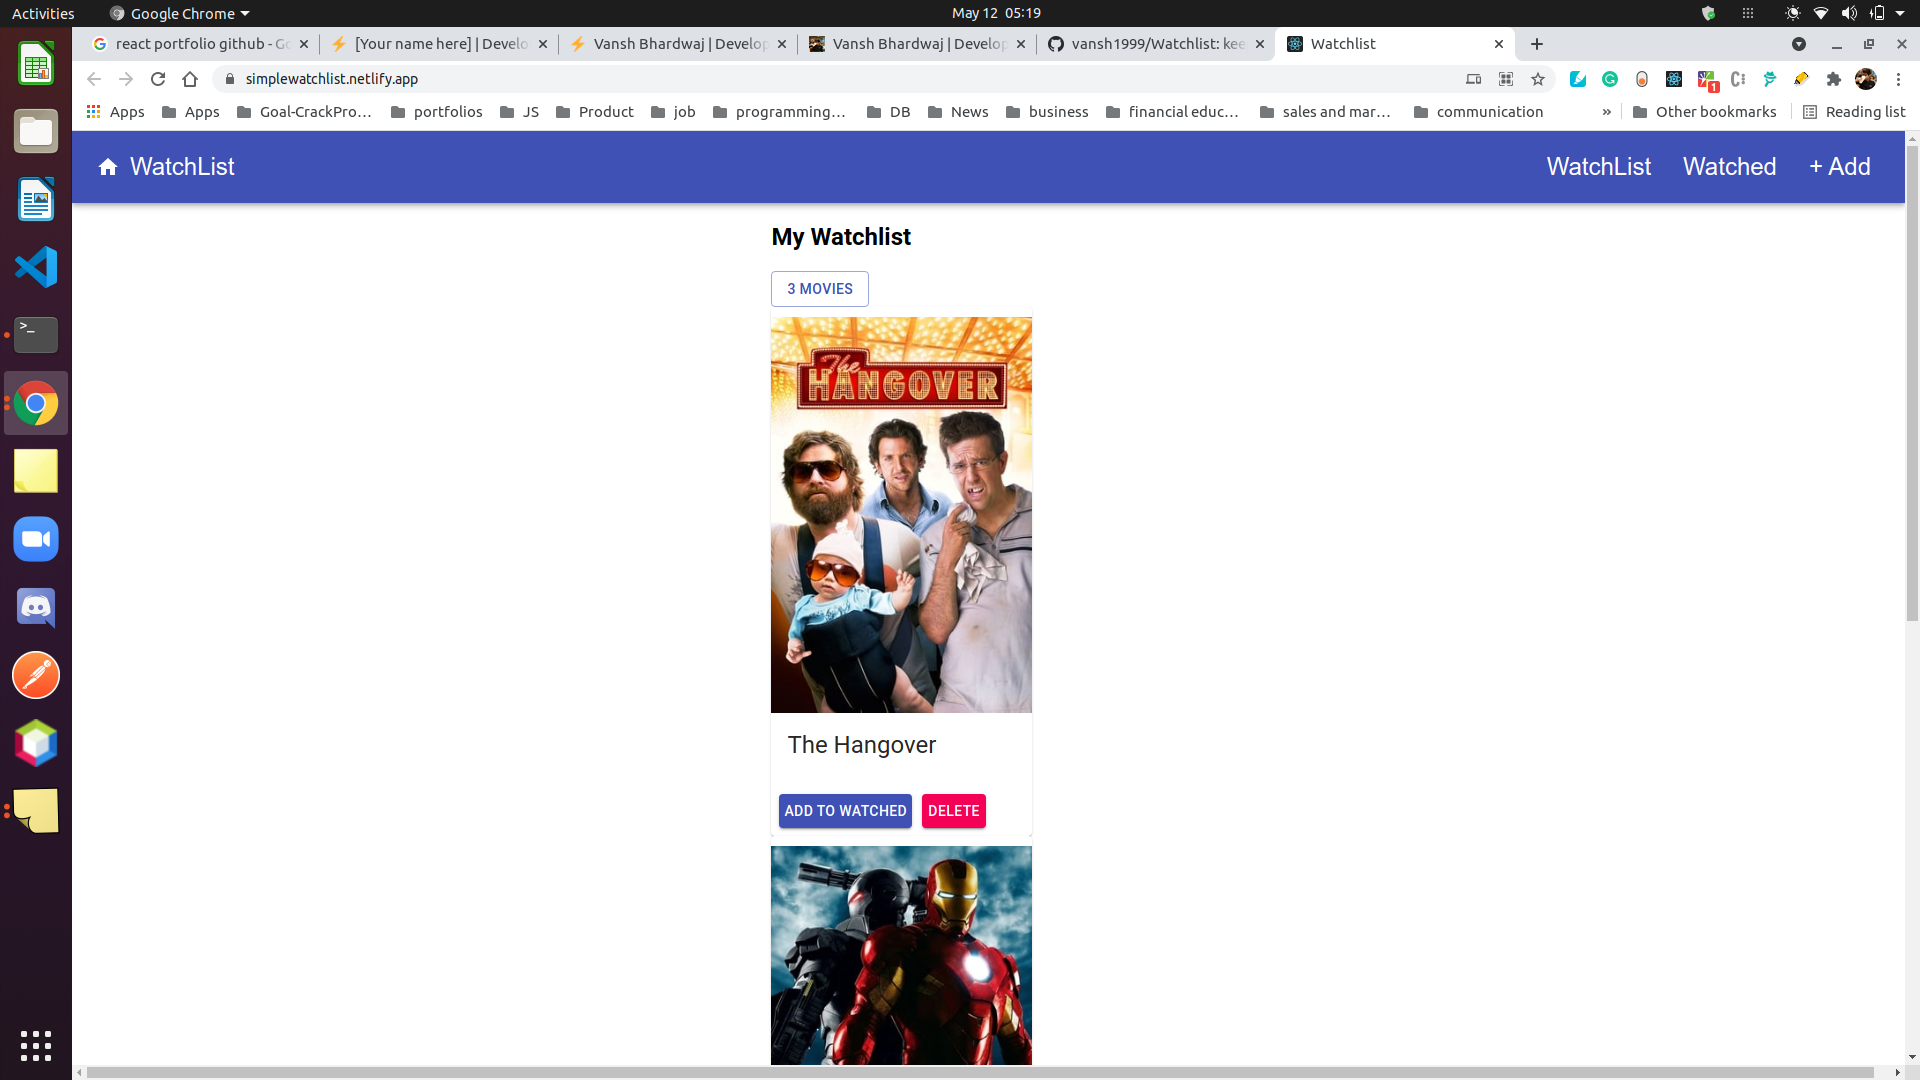 Activities
Google Chrome
May 12 05:19
react portfolio github - Go
[Your name here] | Develo
Vansh Bhardwaj | Develop
Vansh Bhardwaj | Develop
vansh1999/Watchlist: kee
Watchlist
simplewatchlist.netlify.app
1
Apps
Apps
Goal-CrackPro...
portfolios
JS
Product
job
programming...
DB
News
business
financial educ...
sales and mar...
communication
»
Other bookmarks
Reading list
WatchList
WatchList
Watched
+ Add
My Watchlist
3 MOVIES
The
HANGOVER
The Hangover
ADD TO WATCHED
DELETE